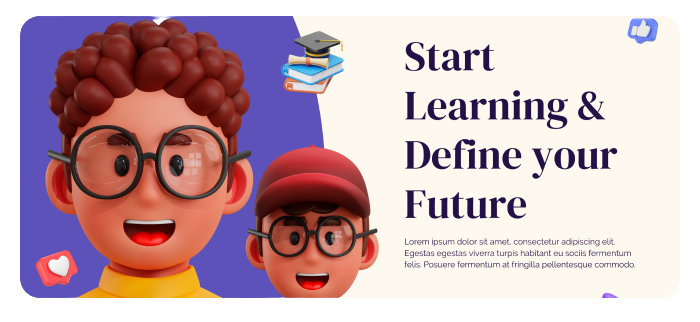 Start
Learning &
Define your
Future
Lorem ipsum dolor sit amet, consectetur adipiscing elit.
Egestas egestas viverra turpis habitant eu sociis fermentum
felis. Posuere fermentum at fringilla pellentesque commodo.